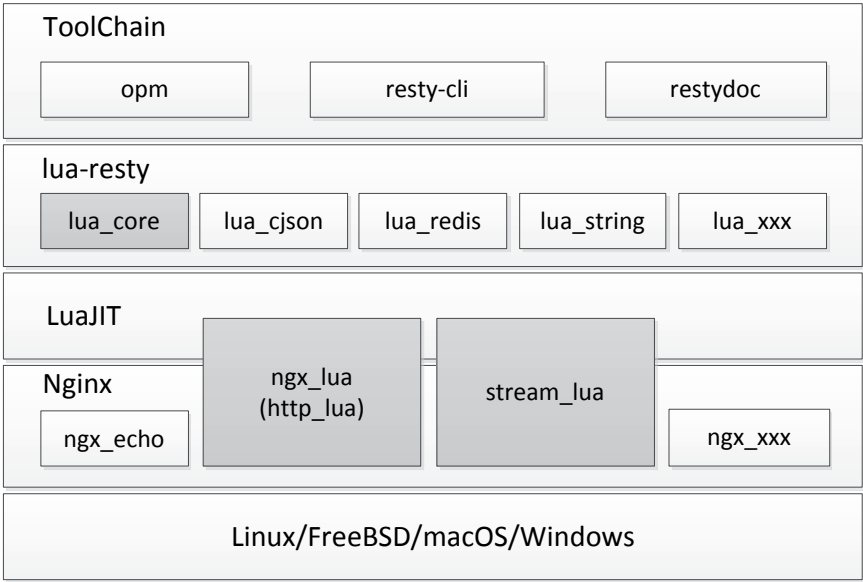 ToolChain
opm
resty-cli
restydoc
lua-resty
lua_core
lua_cjson
lua_redis
lua_string
lua_xxx
LuaJIT
Nginx
ngx_echo
ngx_lua
(http_lua)
stream_lua
ngx_xxx
Linux/FreeBSD/macOS/Windows